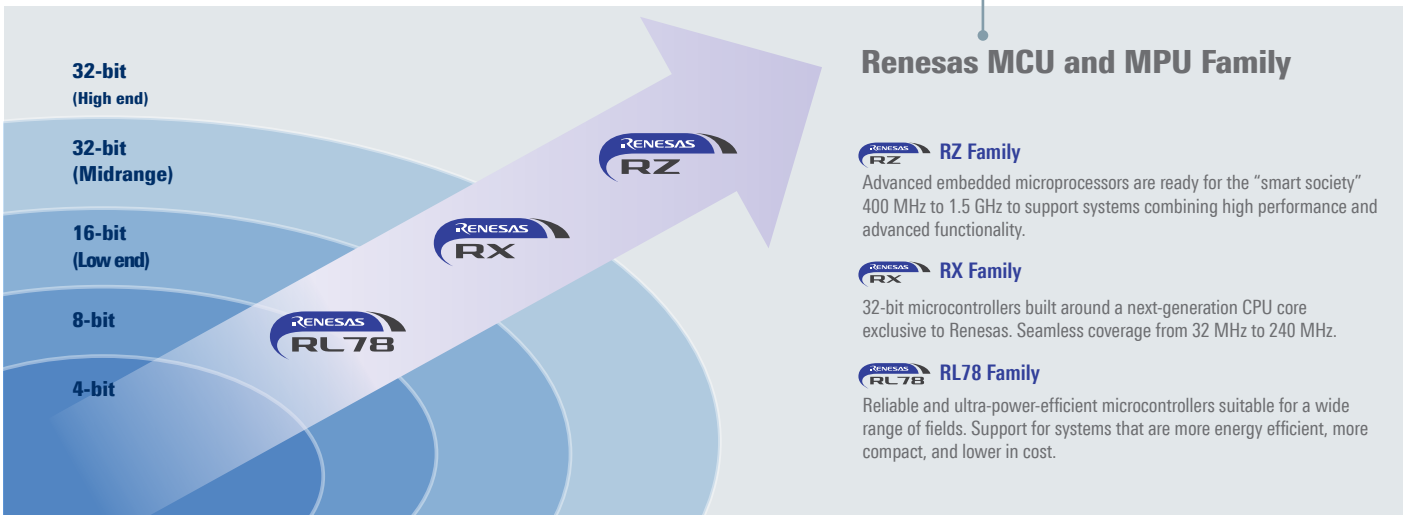 32-bit
(High end)
32-bit
(Midrange)
16-bit
(Low end)
8-bit
4-bit
RENESAS
RZ
RENESAS
RX
RENESAS
RL78
Renesas MCU and MPU Family
RENESAS
RZ
RZ Family
Advanced embedded microprocessors are ready for the “smart society”
400 MHz to 1.5 GHz to support systems combining high performance and
advanced functionality.
RENESAS
RX
RX Family
32-bit microcontrollers built around a next-generation CPU core
exclusive to Renesas. Seamless coverage from 32 MHz to 240 MHz.
RENESAS
RL78
RL78 Family
Reliable and ultra-power-efficient microcontrollers suitable for a wide
range of fields. Support for systems that are more energy efficient, more
compact, and lower in cost.